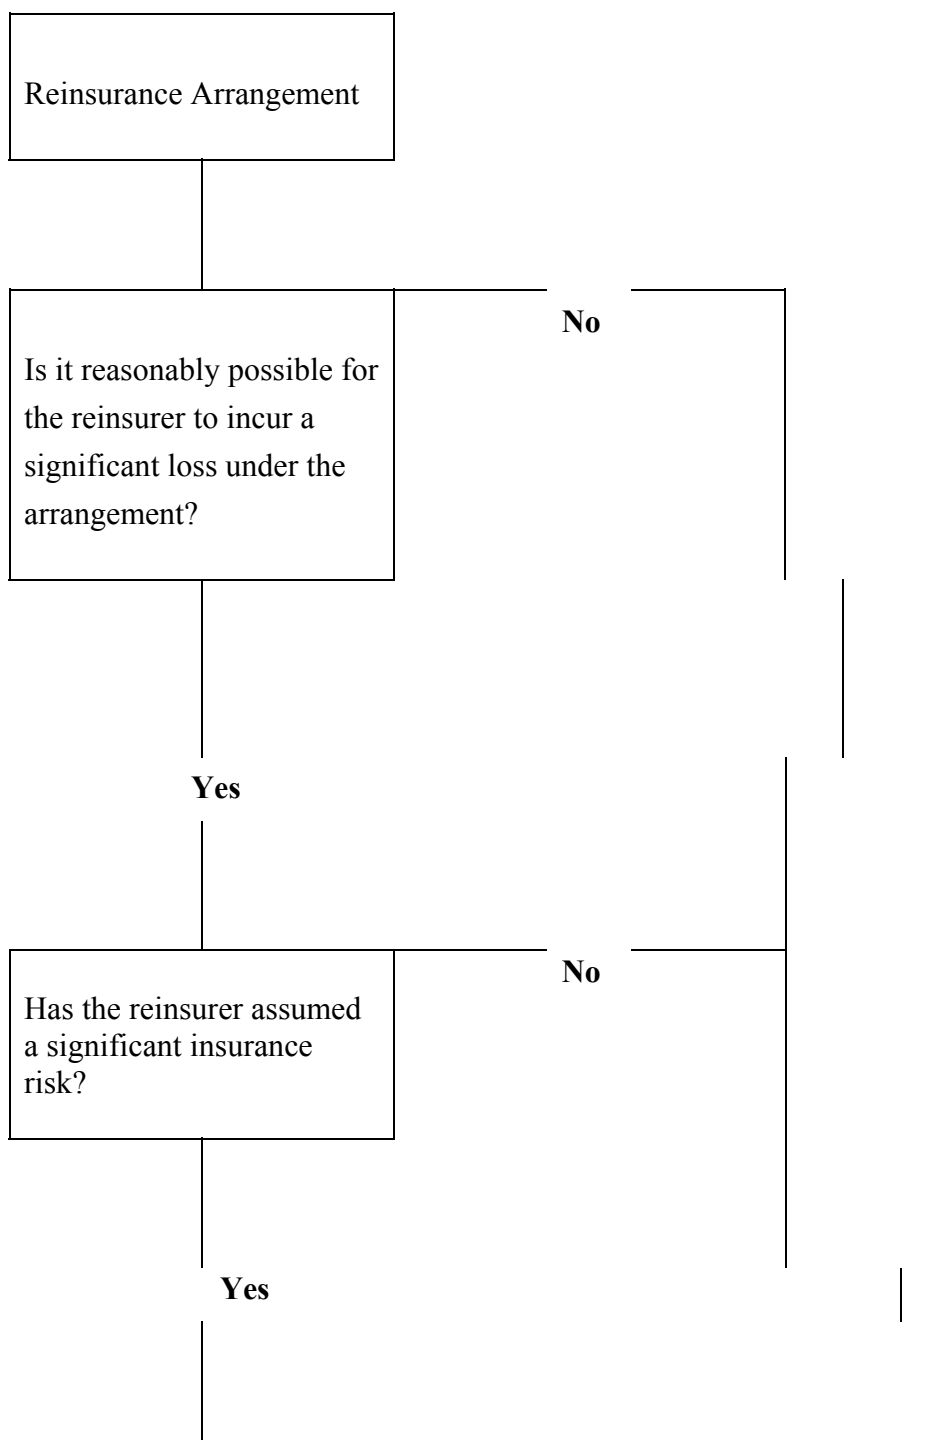 Reinsurance Arrangement
No
Is it reasonably possible for
the reinsurer to incur a
significant loss under the
arrangement?
Yes
No
Has the reinsurer assumed
a significant insurance
risk?
Yes